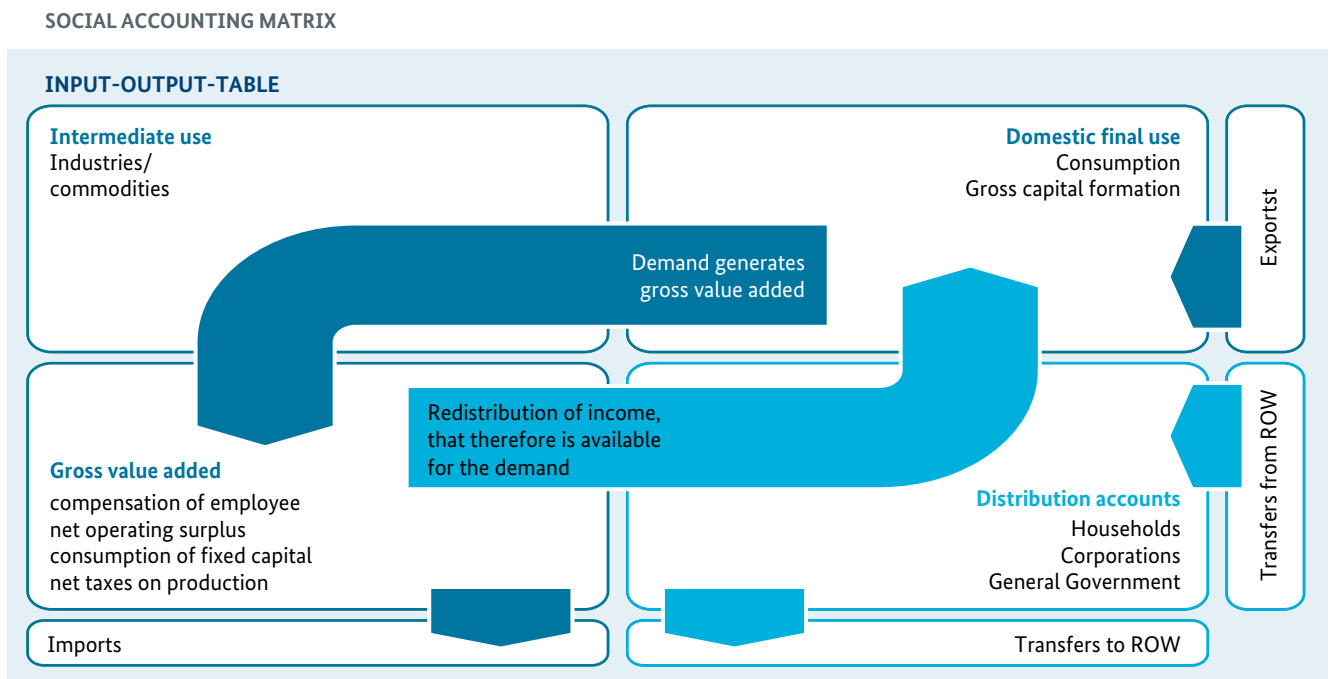 SOCIAL ACCOUNTING MATRIX
INPUT-OUTPUT-TABLE
Intermediate use
Industries/
commodities
Domestic final use
Consumption
Gross capital formation
Exportst
Demand generates
gross value added
Redistribution of income,
that therefore is available
for the demand
Gross value added
compensation of employee
net operating surplus
consumption of fixed capital
net taxes on production
Distribution accounts
Households
Corporations
General Government
Transfers from ROW
Imports
Transfers to ROW